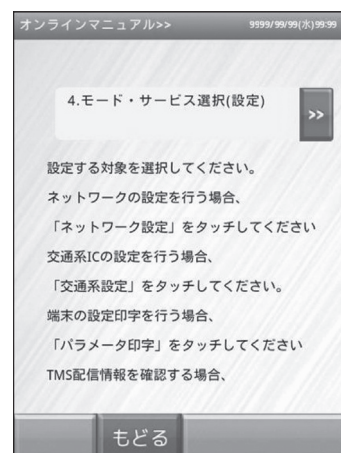 オンラインマニュアル>> 9999/99/99(水)99:99
4.モード・サービス選択(設定)
>>
設定する対象を選択してください。
ネットワークの設定を行う場合、
「ネットワーク設定」をタッチしてください
交通系ICの設定を行う場合、
「交通系設定」をタッチしてください。
端末の設定印字を行う場合、
「パラメータ印字」をタッチしてください
TMS配信情報を確認する場合、
もどる